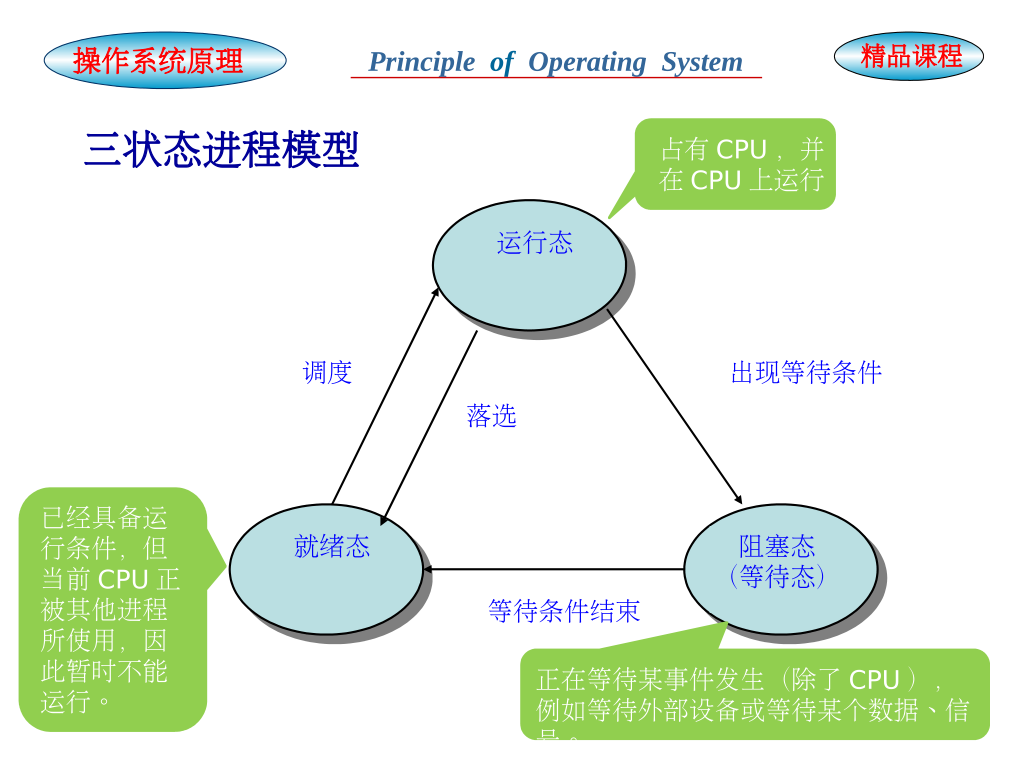 操作系统原理
Principle of Operating System
精品课程
三状态进程模型
占有 CPU ，并
在 CPU 上运行
运行态
调度
出现等待条件
落选
已经具备运
行条件，但
当前 CPU 正
被其他进程
所使用，因
此暂时不能
运行。
就绪态
阻塞态
（等待态）
等待条件结束
正在等待某事件发生（除了 CPU ），
例如等待外部设备或等待某个数据、信
号。